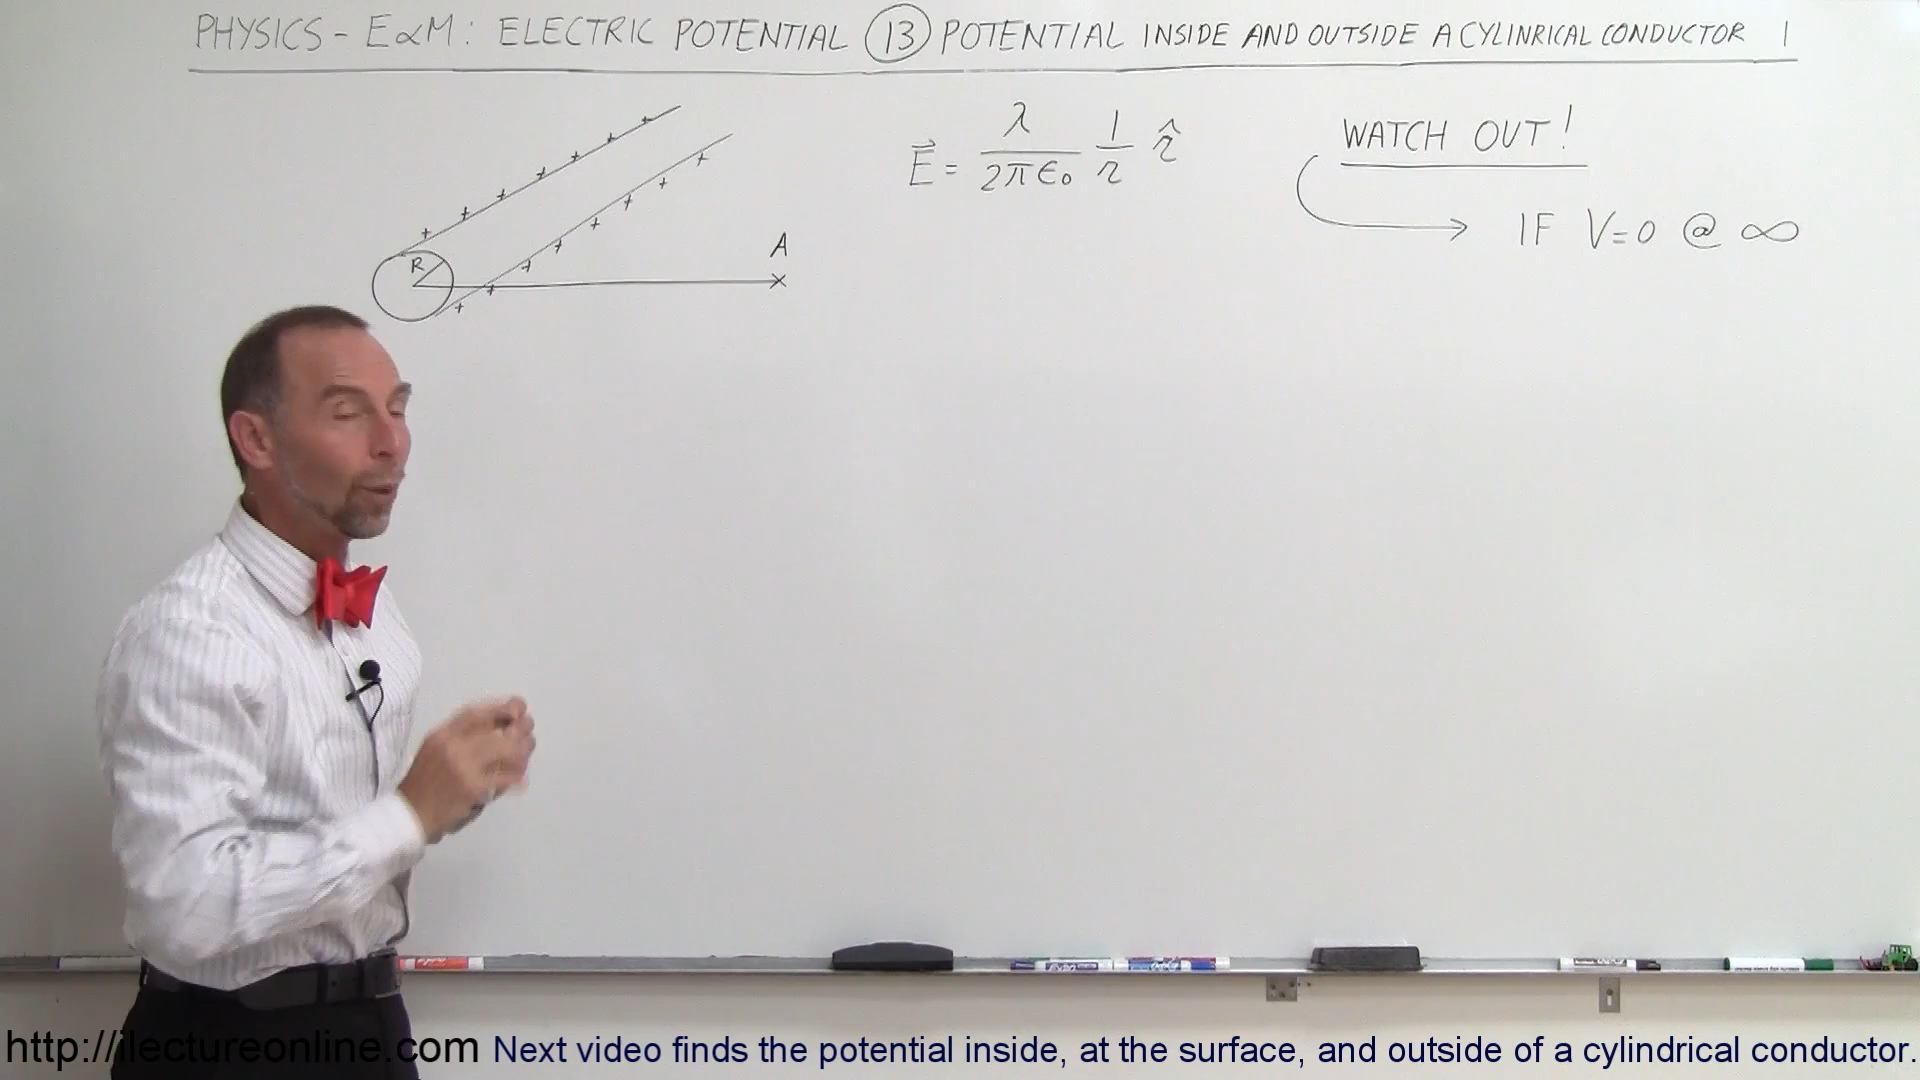 PHYSICS - E∝M: ELECTRIC POTENTIAL (13) POTENTIAL INSIDE AND OUTSIDE A CYLINRICAL CONDUCTOR 1
E⃗ = λ / 2πϵ₀ 1 / r r̂
WATCH OUT!
IF V=0 @ ∞
R
A
http://ilectureonline.com Next video finds the potential inside, at the surface, and outside of a cylindrical conductor.